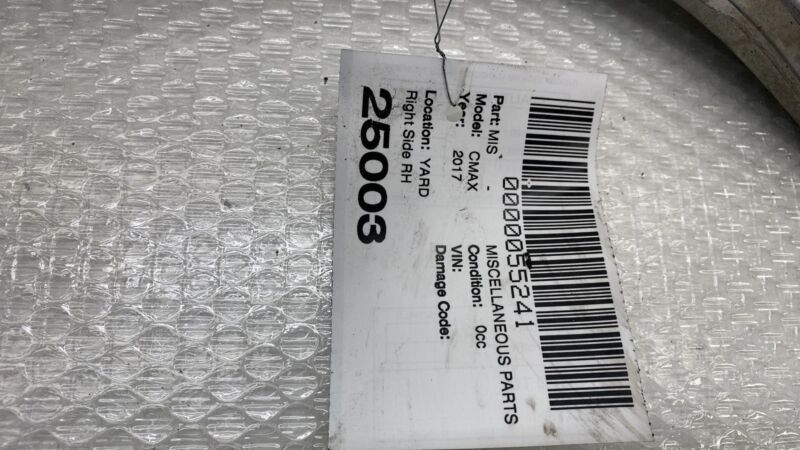 0000055241
Part: MIS - MISCELLANEOUS PARTS
Model: CMAX Condition: 0cc
Year: 2017 VIN:
Damage Code:
Location: YARD
Right Side RH
25003